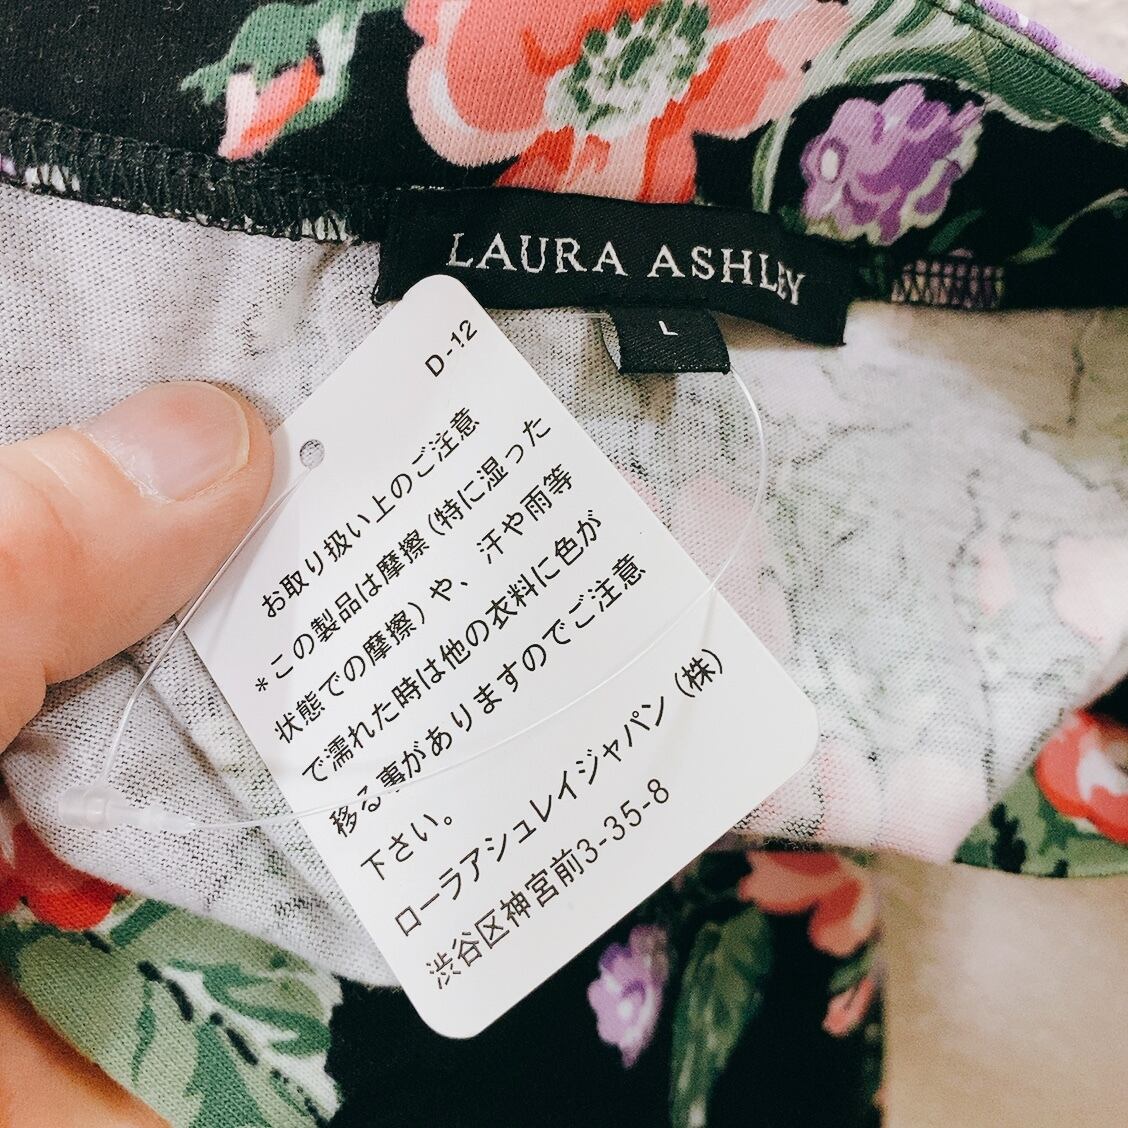 LAURA ASHLEY
L
D-12
お取り扱い上のご注意
*この製品は摩擦(特に湿った
状態での摩擦)や、汗や雨等
で濡れた時は他の衣料に色が
移る事がありますのでご注意
下さい。
ローラアシュレイジャパン(株)
渋谷区神宮前3-35-8